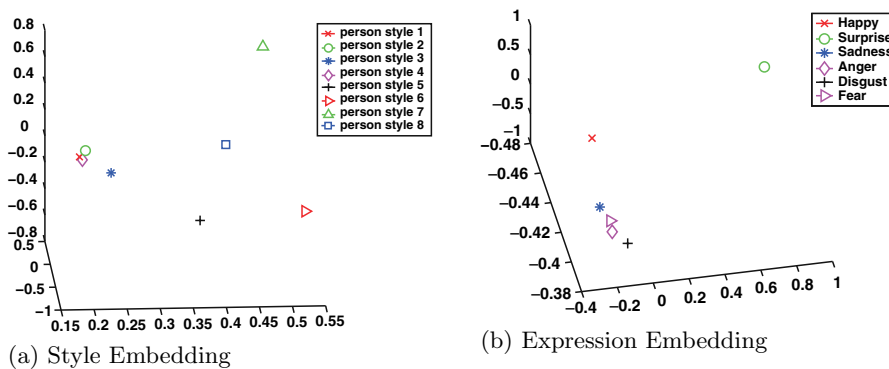 0.8
0.6
0.4
0.2
0
−0.2
−0.4
−0.6
−0.8
0.5
0
−0.5
−1
0.15 0.2 0.25 0.3 0.35 0.4 0.45 0.5 0.55
person style 1
person style 2
person style 3
person style 4
person style 5
person style 6
person style 7
person style 8
(a) Style Embedding
1
0.5
0
−0.5
−1
−0.48
−0.46
−0.44
−0.42
−0.4
−0.38
−0.4 −0.2 0 0.2 0.4 0.6 0.8 1
Happy
Surprise
Sadness
Anger
Disgust
Fear
(b) Expression Embedding